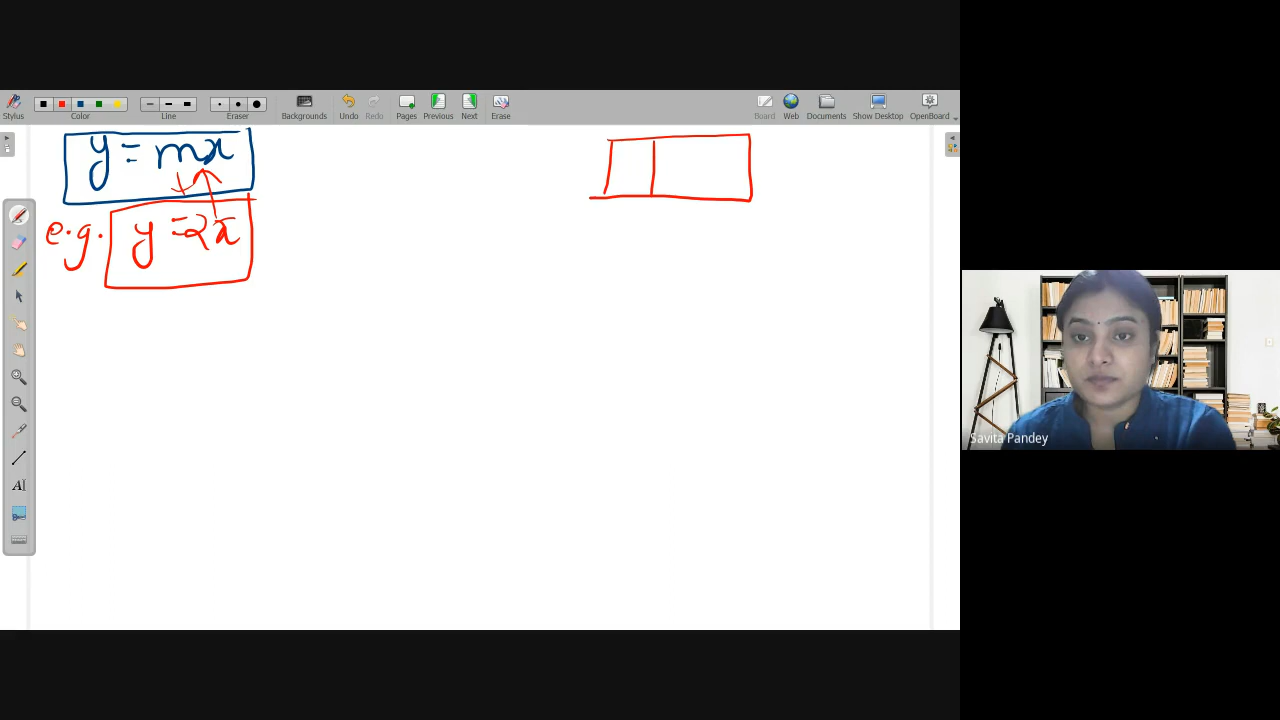 Stylus
Color
Line
Eraser
Backgrounds
Undo
Redo
Pages
Previous
Next
Erase
Board
Web
Documents
Show Desktop
OpenBoard
y = mx
e.g. y = 2x
Savita Pandey